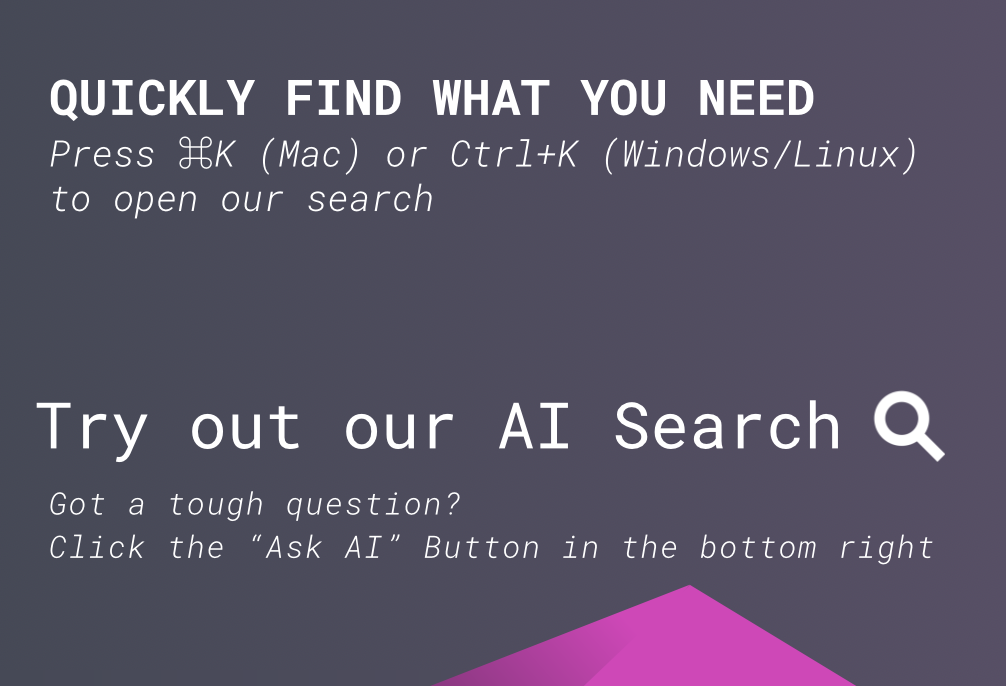 QUICKLY FIND WHAT YOU NEED
Press ⌘K (Mac) or Ctrl+K (Windows/Linux)
to open our search
Try out our AI Search
Got a tough question?
Click the “Ask AI” Button in the bottom right